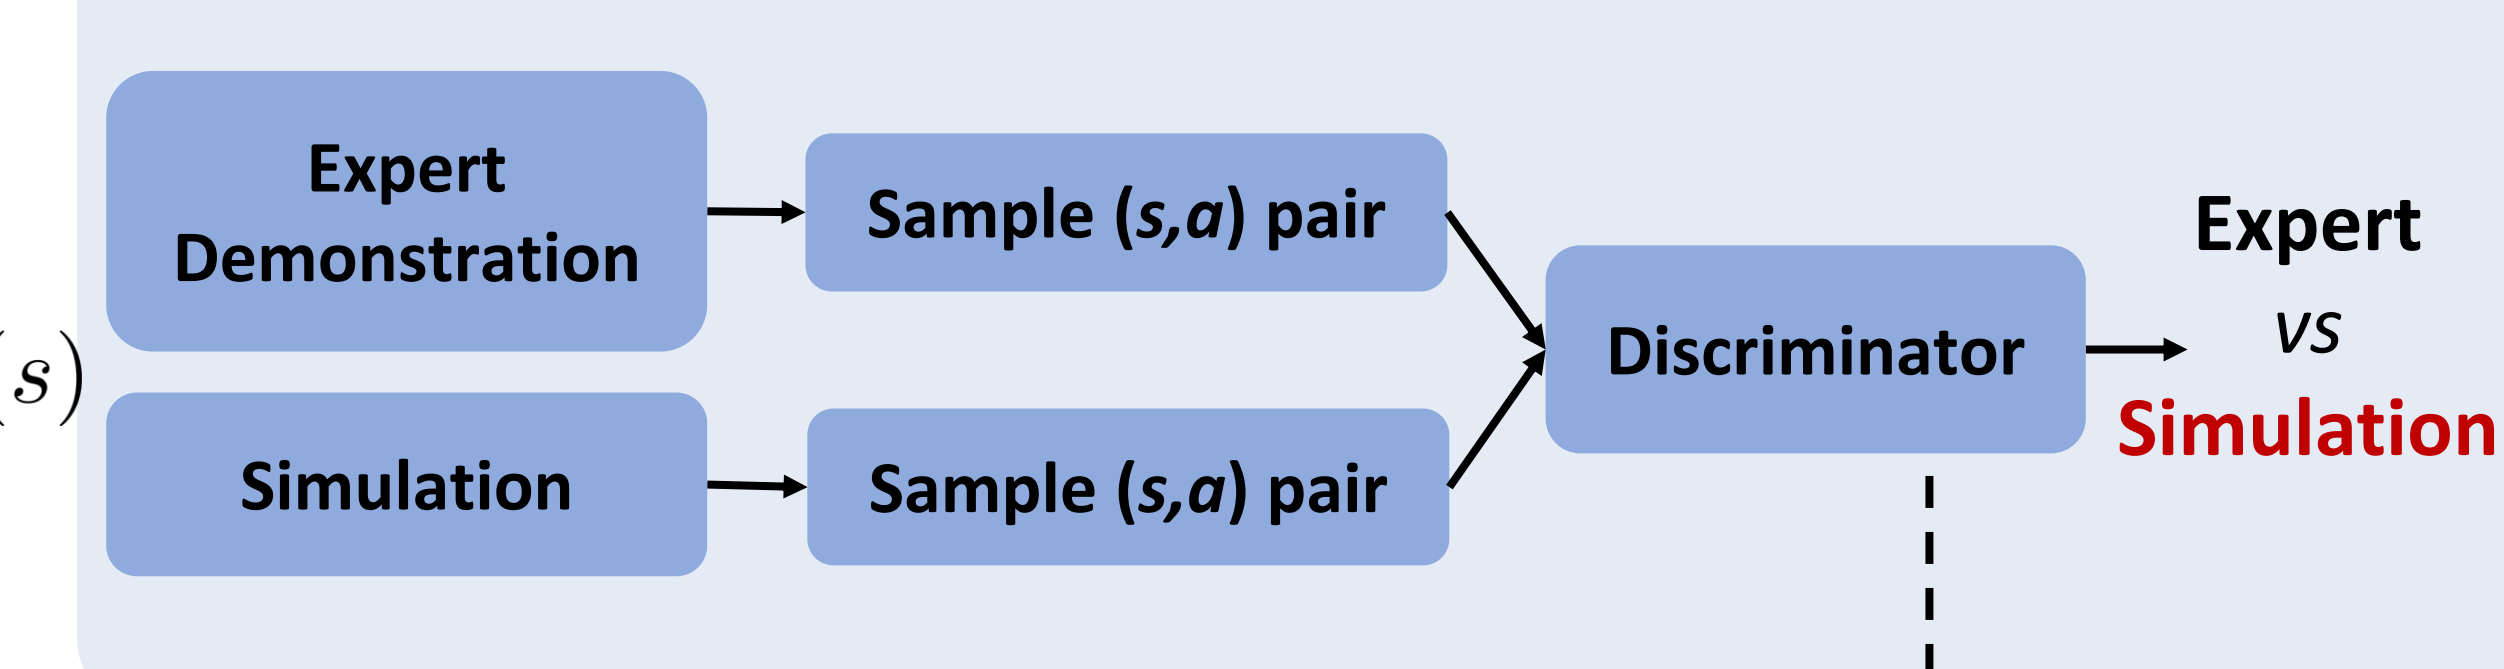 Expert
Demonstration
Sample (s,a) pair
Expert
vs
Simulation
Discriminator
(s)
Simulation
Sample (s,a) pair